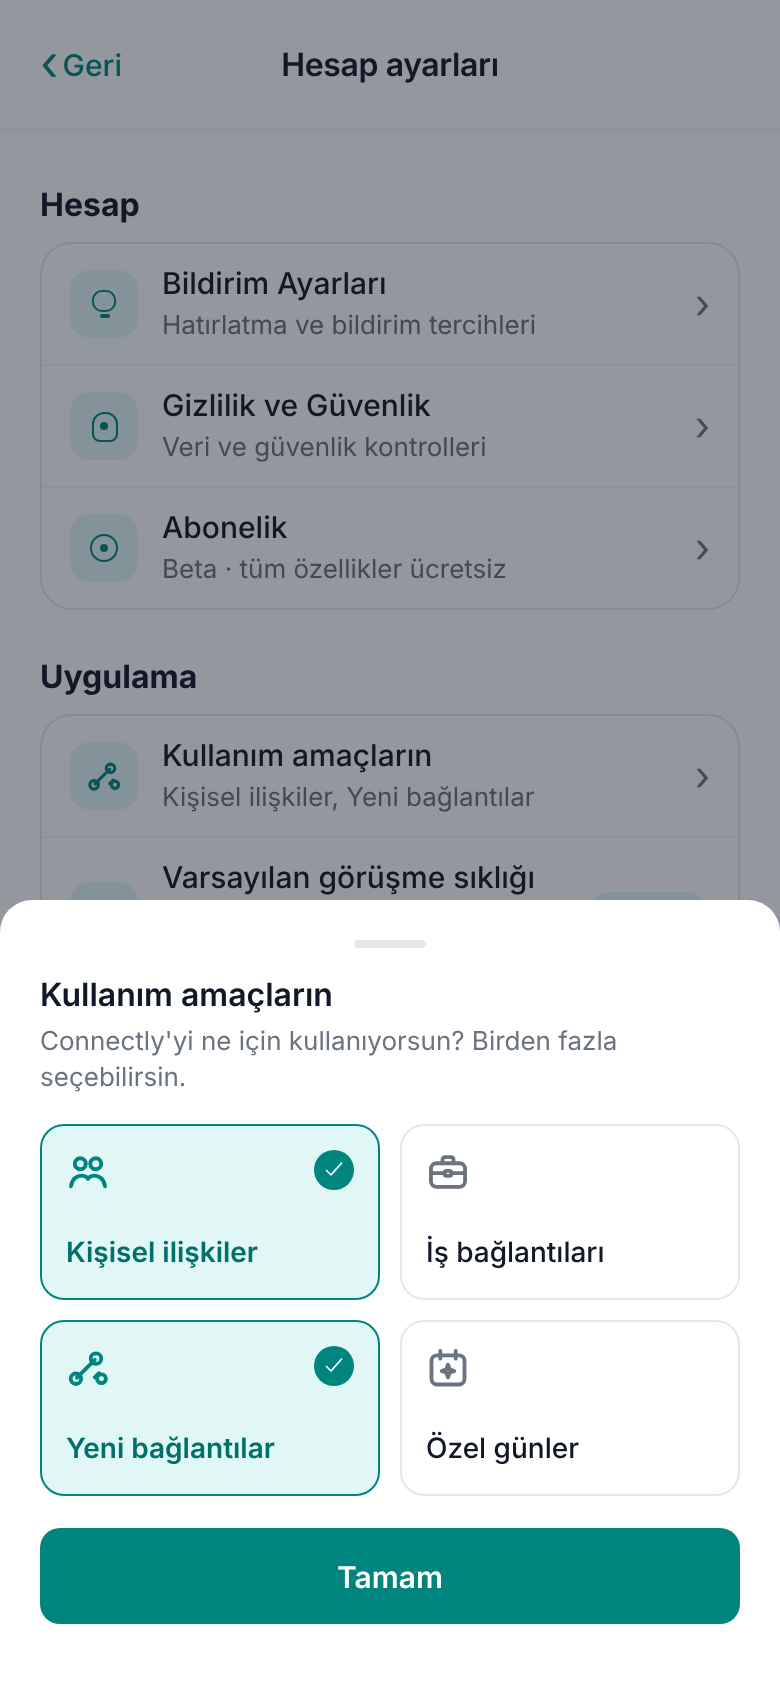 Geri
Hesap ayarları
Hesap
Bildirim Ayarları
Hatırlatma ve bildirim tercihleri
Gizlilik ve Güvenlik
Veri ve güvenlik kontrolleri
Abonelik
Beta · tüm özellikler ücretsiz
Uygulama
Kullanım amaçların
Kişisel ilişkiler, Yeni bağlantılar
Varsayılan görüşme sıklığı
Kullanım amaçların
Connectly'yi ne için kullanıyorsun? Birden fazla
seçebilirsin.
Kişisel ilişkiler
İş bağlantıları
Yeni bağlantılar
Özel günler
Tamam